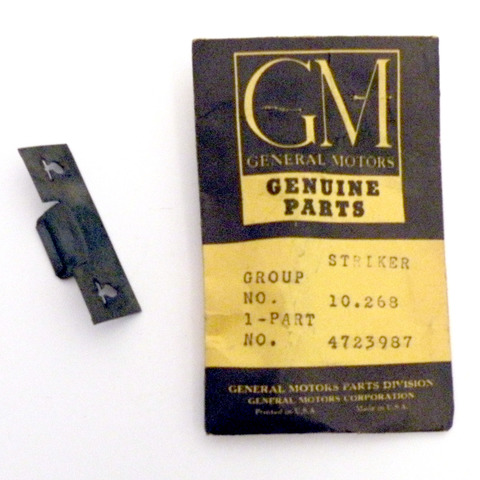 GM
GENERAL MOTORS
GENUINE
PARTS
STRIKER
GROUP
NO. 10.268
1-PART
NO. 4723987
GENERAL MOTORS PARTS DIVISION
GENERAL MOTORS CORPORATION
Printed in U.S.A. Made in U.S.A.